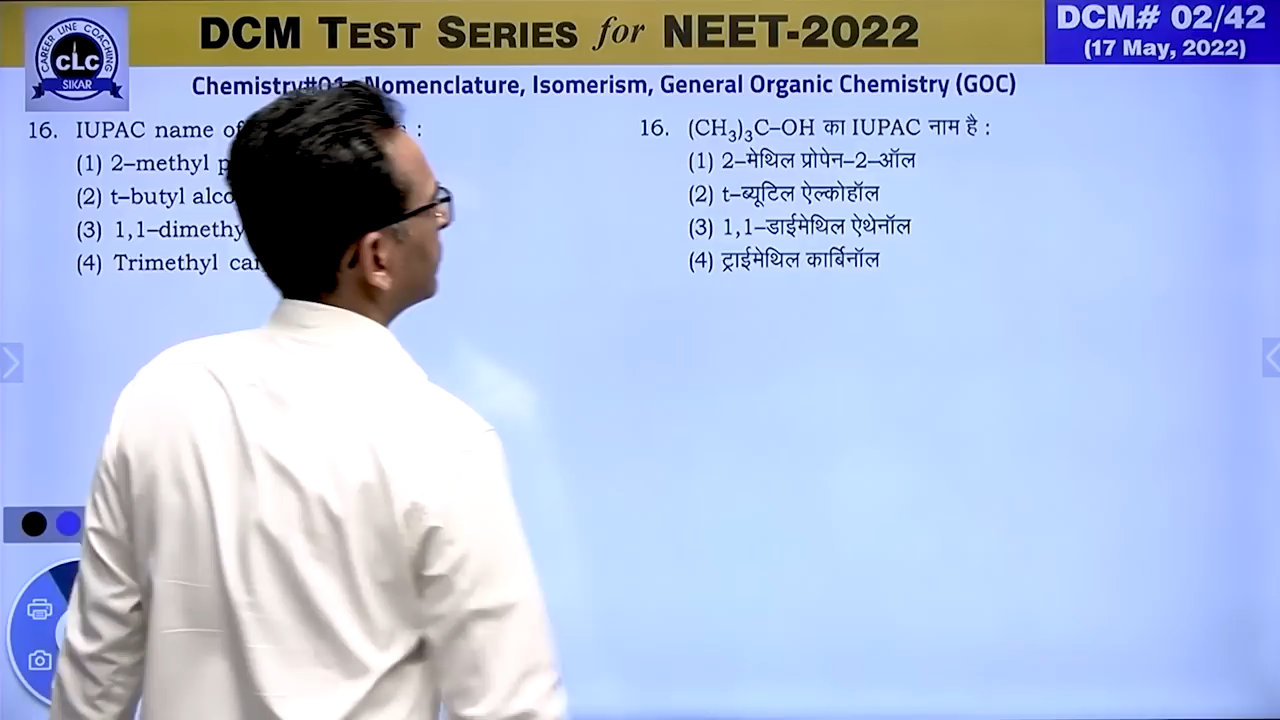 CAREER LINE COACHING
CLC
SIKAR
DCM TEST SERIES for NEET-2022
DCM# 02/42
(17 May, 2022)
Chemistry#01 Nomenclature, Isomerism, General Organic Chemistry (GOC)
16. IUPAC name of :
(1) 2–methyl
(2) t–butyl
(3) 1,1–
(4) Trimethyl
16. (CH₃)₃C–OH का IUPAC नाम है :
(1) 2–मेथिल प्रोपेन–2–ऑल
(2) t–ब्यूटिल ऐल्कोहॉल
(3) 1,1–डाईमेथिल ऐथेनॉल
(4) ट्राईमेथिल कार्बिनॉल